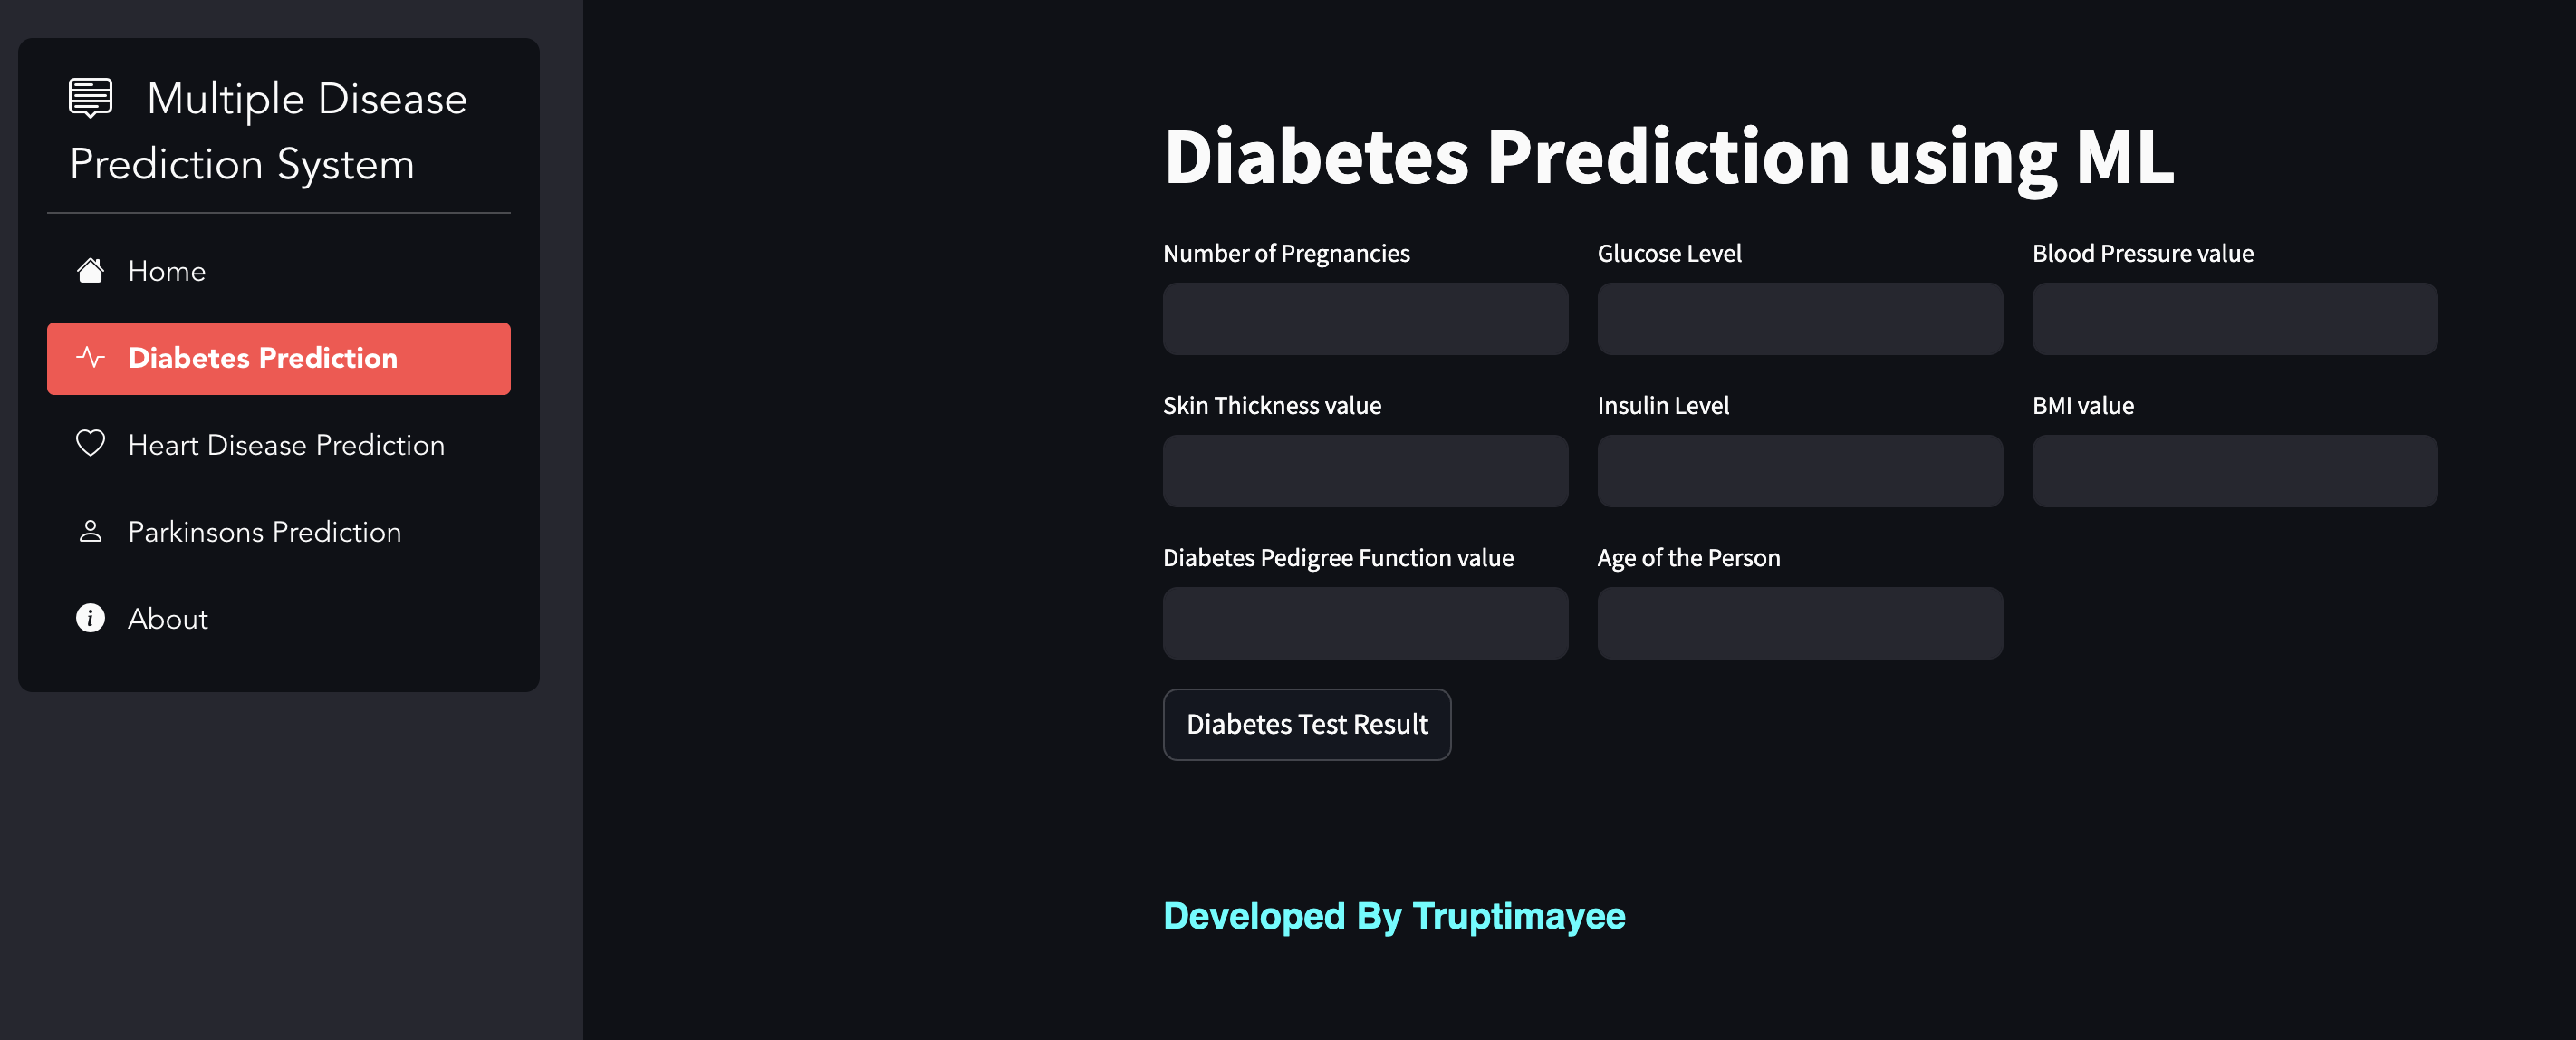 Multiple Disease
Prediction System
Home
Diabetes Prediction
Heart Disease Prediction
Parkinsons Prediction
About
Diabetes Prediction using ML
Number of Pregnancies
Glucose Level
Blood Pressure value
Skin Thickness value
Insulin Level
BMI value
Diabetes Pedigree Function value
Age of the Person
Diabetes Test Result
Developed By Truptimayee